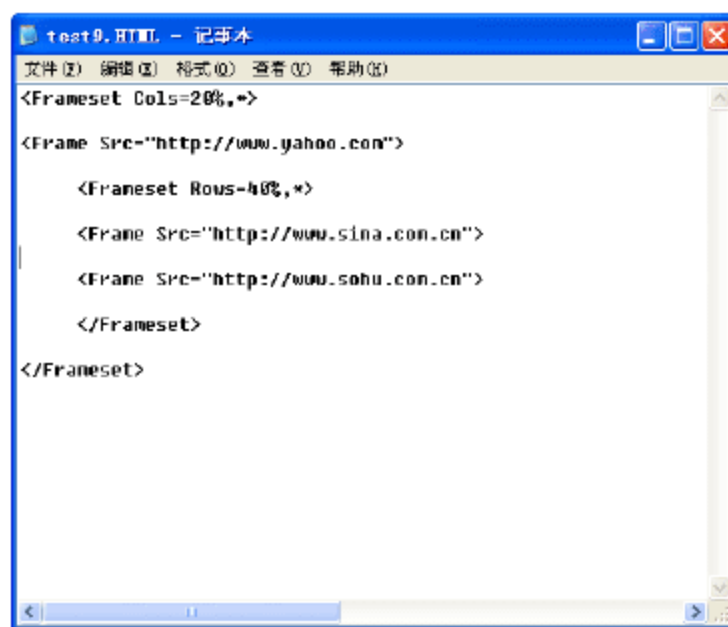 test9.HTML - 记事本
文件(F) 编辑(E) 格式(O) 查看(V) 帮助(H)
<Frameset Cols=20%,*>
<Frame Src="http://www.yahoo.com">
<Frameset Rows=40%,*>
<Frame Src="http://www.sina.com.cn">
<Frame Src="http://www.sohu.com.cn">
</Frameset>
</Frameset>